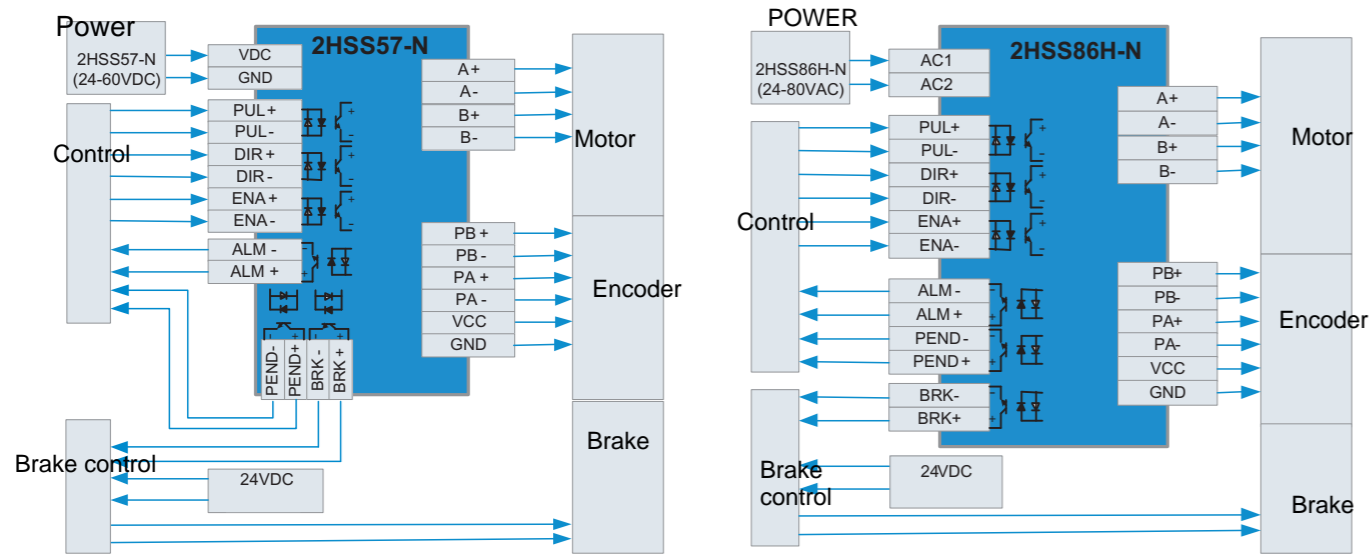 Power
2HSS57-N
(24-60VDC)
VDC
GND
2HSS57-N
Control
PUL+
PUL-
DIR+
DIR-
ENA+
ENA-
ALM -
ALM +
PEND-
PEND+
BRK -
BRK+
A+
A-
B+
B-
Motor
PB +
PB -
PA +
PA -
VCC
GND
Encoder
Brake control
24VDC
Brake
POWER
2HSS86H-N
(24-80VAC)
AC1
AC2
2HSS86H-N
Control
PUL+
PUL-
DIR+
DIR-
ENA+
ENA-
ALM -
ALM +
PEND-
PEND+
BRK-
BRK+
A+
A-
B+
B-
Motor
PB+
PB-
PA+
PA-
VCC
GND
Encoder
Brake
control
24VDC
Brake